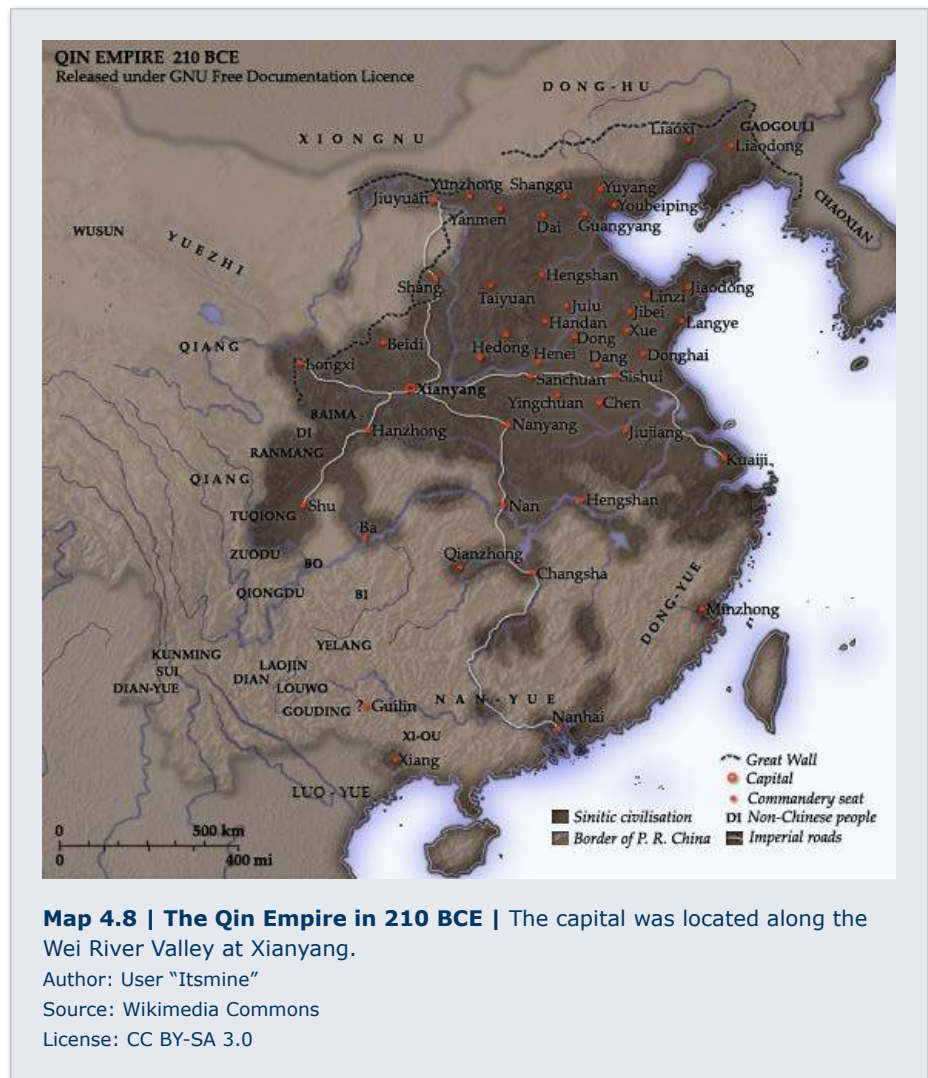 QIN EMPIRE 210 BCE
Released under GNU Free Documentation Licence
DONG-HU
XIONGNU
Liaoxi
GAOGOULI
Liaodong
Yunzhong
Shanggu
Yuyang
Jiuyuan
Yanmen
Youbeiping
Dai
Guangyang
CHAOXIAN
WUSUN
YUEZHI
Shang
Hengshan
Taiyuan
Linzi
Jiaodong
Julu
Jibei
Handan
Xue
Langye
QIANG
Beidi
Hedong
Dong
Henei
Dang
Donghai
Longxi
Xianyang
Sanchuan
Sishui
BAIMA
Yingchuan
Chen
DI
Hanzhong
Nanyang
Jiujiang
RANMANG
Kuaiji
QIANG
TUQIONG
Shu
Nan
Hengshan
Ba
ZUODU
BO
Qianzhong
Changsha
QIONGDU
BI
DONG-YUE
Minzhong
YELANG
KUNMING
SUI
LAOJIN
DIAN
DIAN-YUE
LOUWO
GOUDING
? Guilin
NAN-YUE
Nanhai
XI-OU
Xiang
LUO-YUE
Great Wall
Capital
Commandery seat
Sinitic civilisation
DI Non-Chinese people
Border of P. R. China
Imperial roads
0 500 km
0 400 mi
Map 4.8 | The Qin Empire in 210 BCE | The capital was located along the
Wei River Valley at Xianyang.
Author: User “Itsmine”
Source: Wikimedia Commons
License: CC BY-SA 3.0